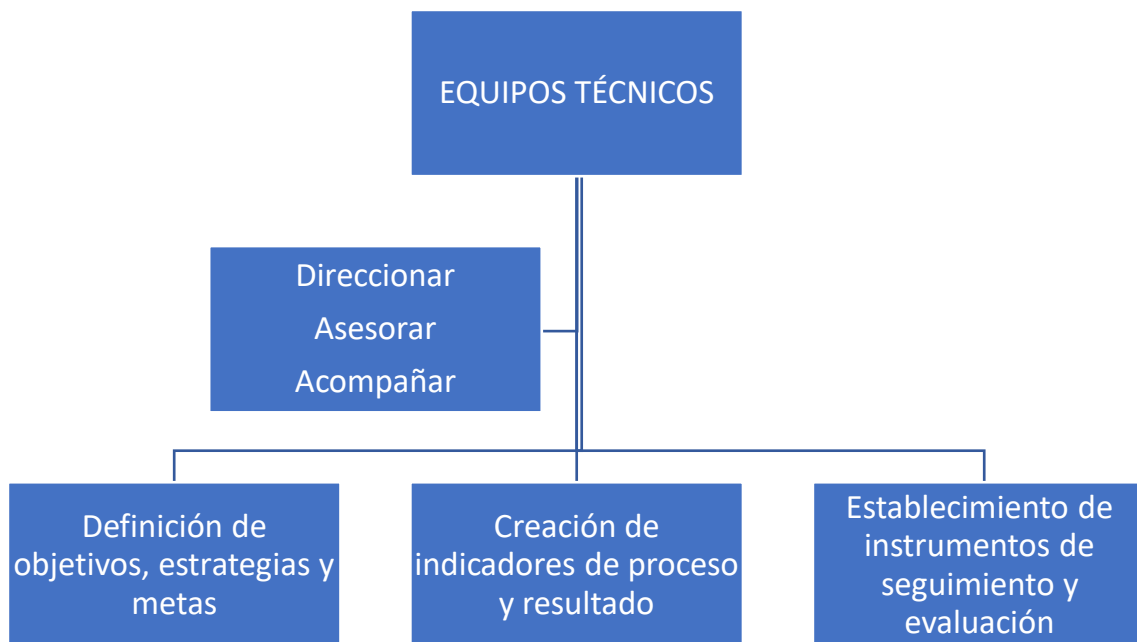 EQUIPOS TÉCNICOS
Direccionar
Asesorar
Acompañar
Definición de
objetivos, estrategias y
metas
Creación de
indicadores de proceso
y resultado
Establecimiento de
instrumentos de
seguimiento y
evaluación